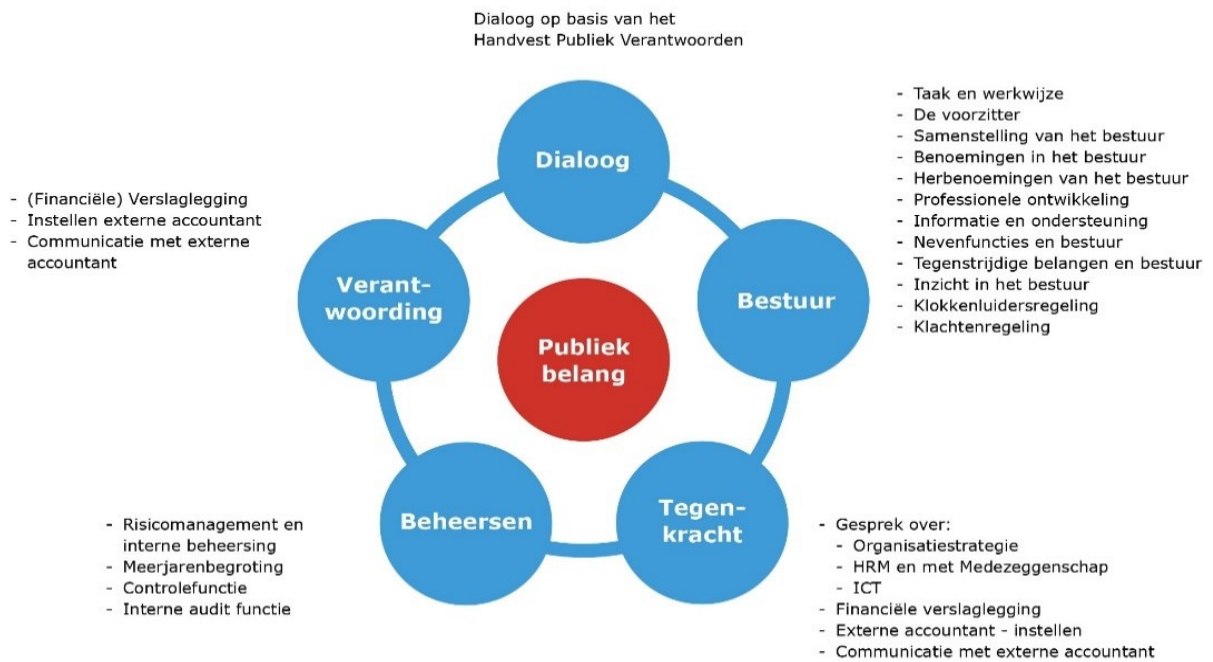 Dialoog op basis van het
Handvest Publiek Verantwoorden
Dialoog
- Taak en werkwijze
- De voorzitter
- Samenstelling van het bestuur
- Benoemingen in het bestuur
- Herbenoemingen van het bestuur
- Professionele ontwikkeling
- Informatie en ondersteuning
- Nevenfuncties en bestuur
- Tegenstrijdige belangen en bestuur
- Inzicht in het bestuur
- Klokkenluidersregeling
- Klachtenregeling
Bestuur
- (Financiële) Verslaglegging
- Instellen externe accountant
- Communicatie met externe
accountant
Verant-
woording
Publiek
belang
Beheersen
- Risicomanagement en
interne beheersing
- Meerjarenbegroting
- Controlefunctie
- Interne audit functie
Tegen-
kracht
- Gesprek over:
- Organisatiestrategie
- HRM en met Medezeggenschap
- ICT
- Financiële verslaglegging
- Externe accountant - instellen
- Communicatie met externe accountant